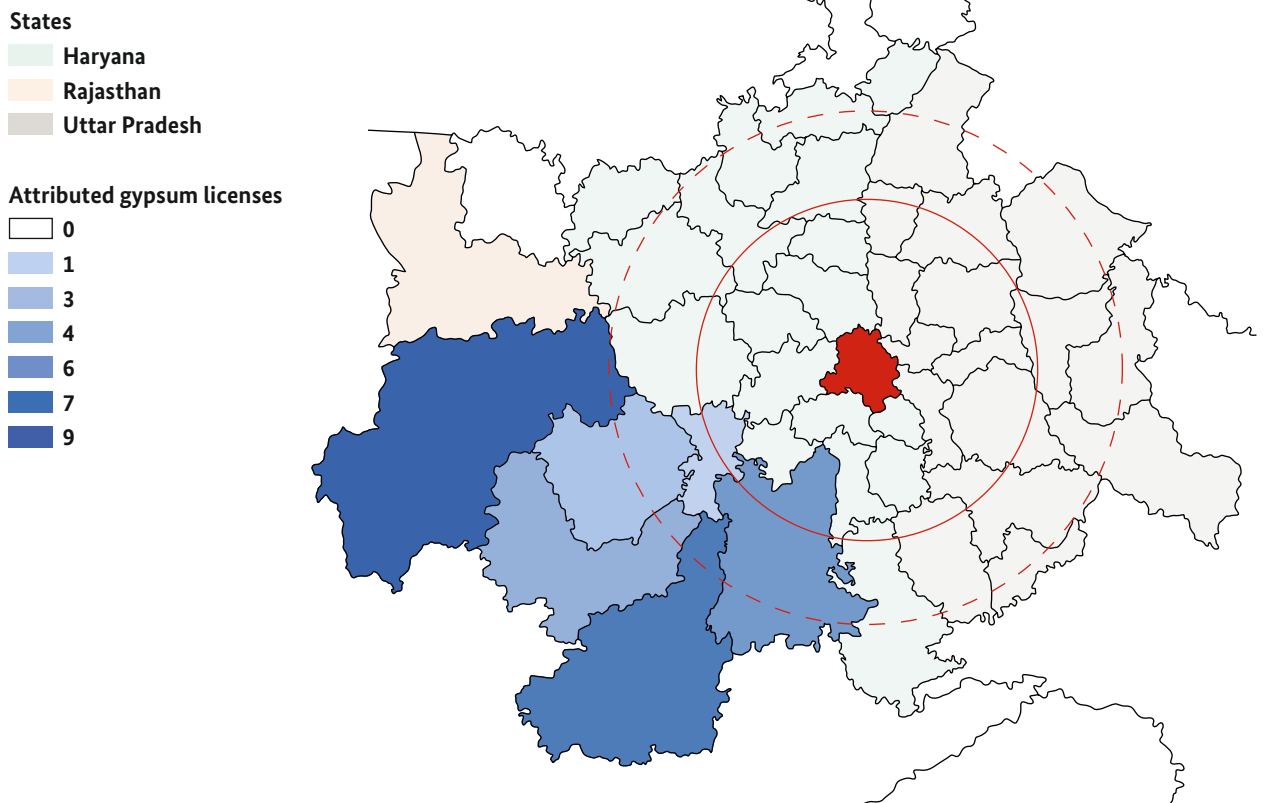 States
Haryana
Rajasthan
Uttar Pradesh
Attributed gypsum licenses
0
1
3
4
6
7
9